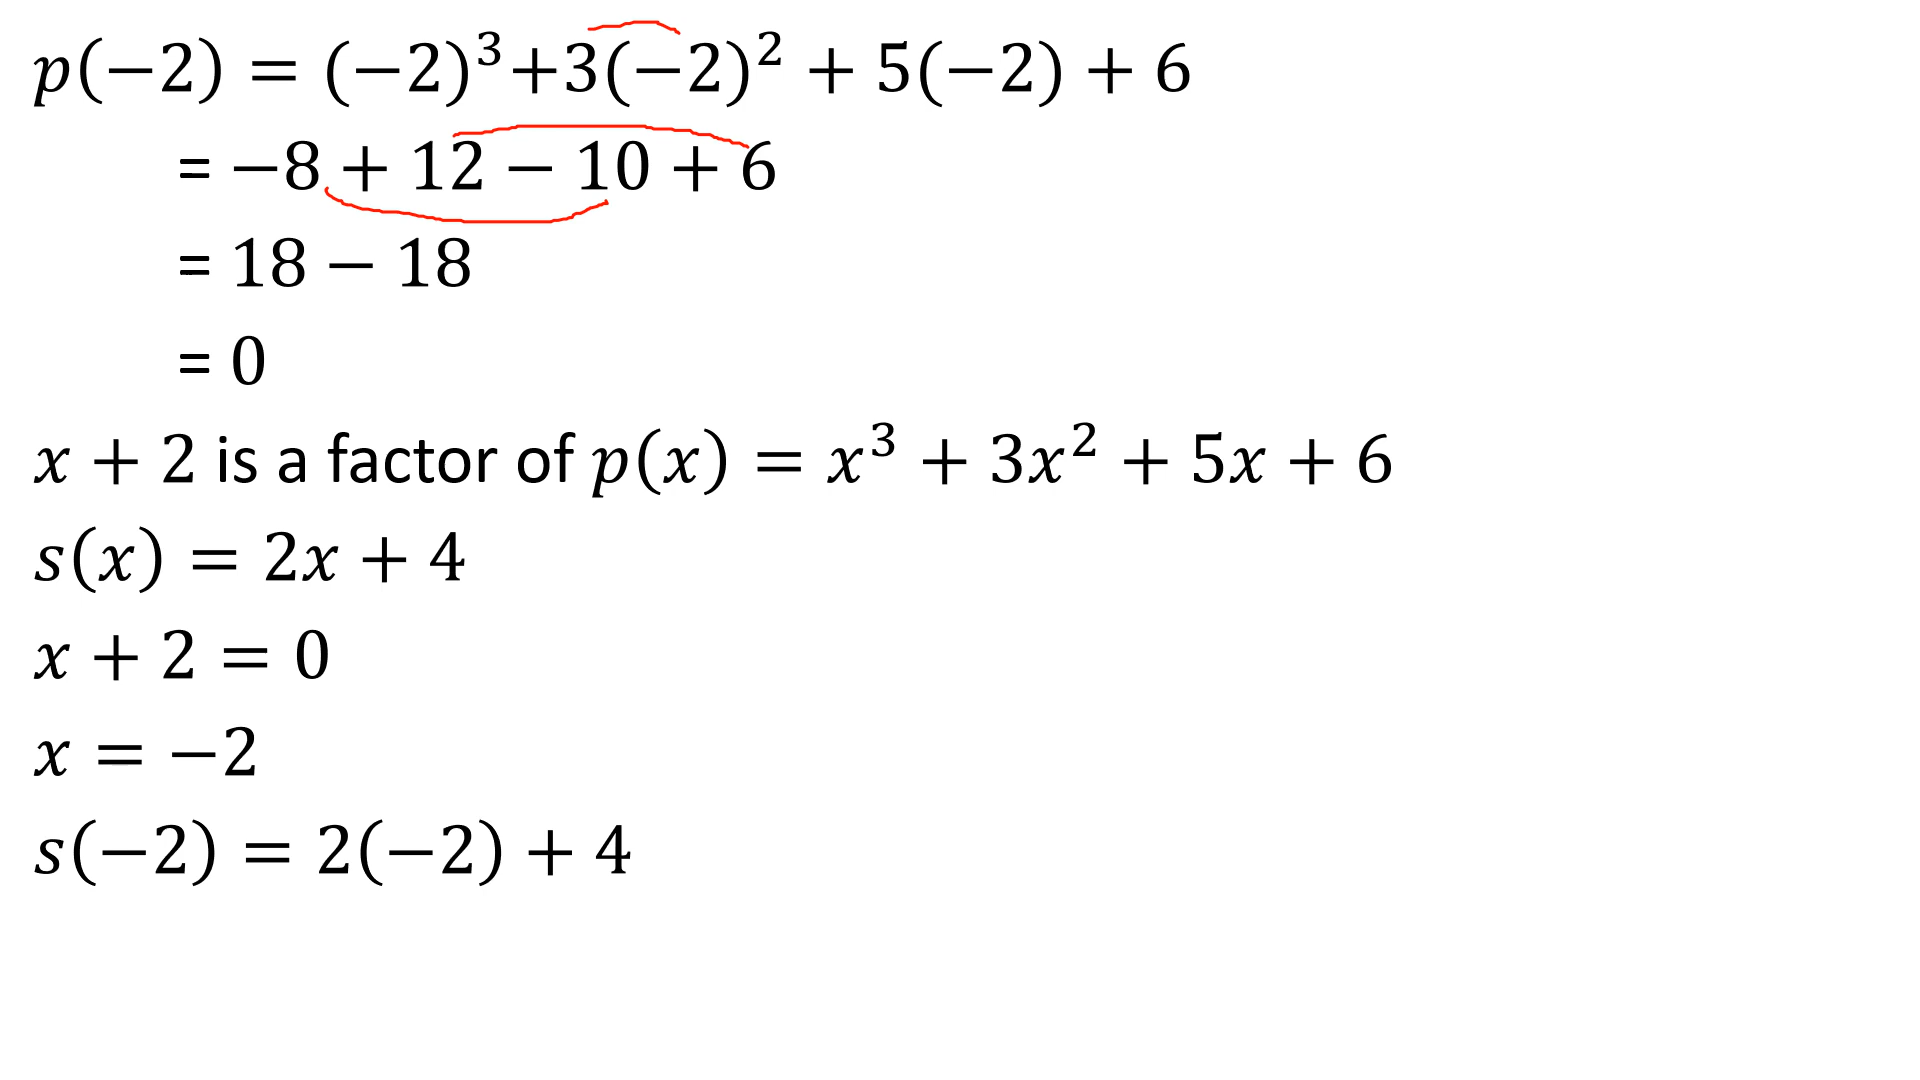 p(−2) = (−2)³+3(−2)² + 5(−2) + 6
= −8 + 12 − 10 + 6
= 18 − 18
= 0
x + 2 is a factor of p(x) = x³ + 3x² + 5x + 6
s(x) = 2x + 4
x + 2 = 0
x = −2
s(−2) = 2(−2) + 4